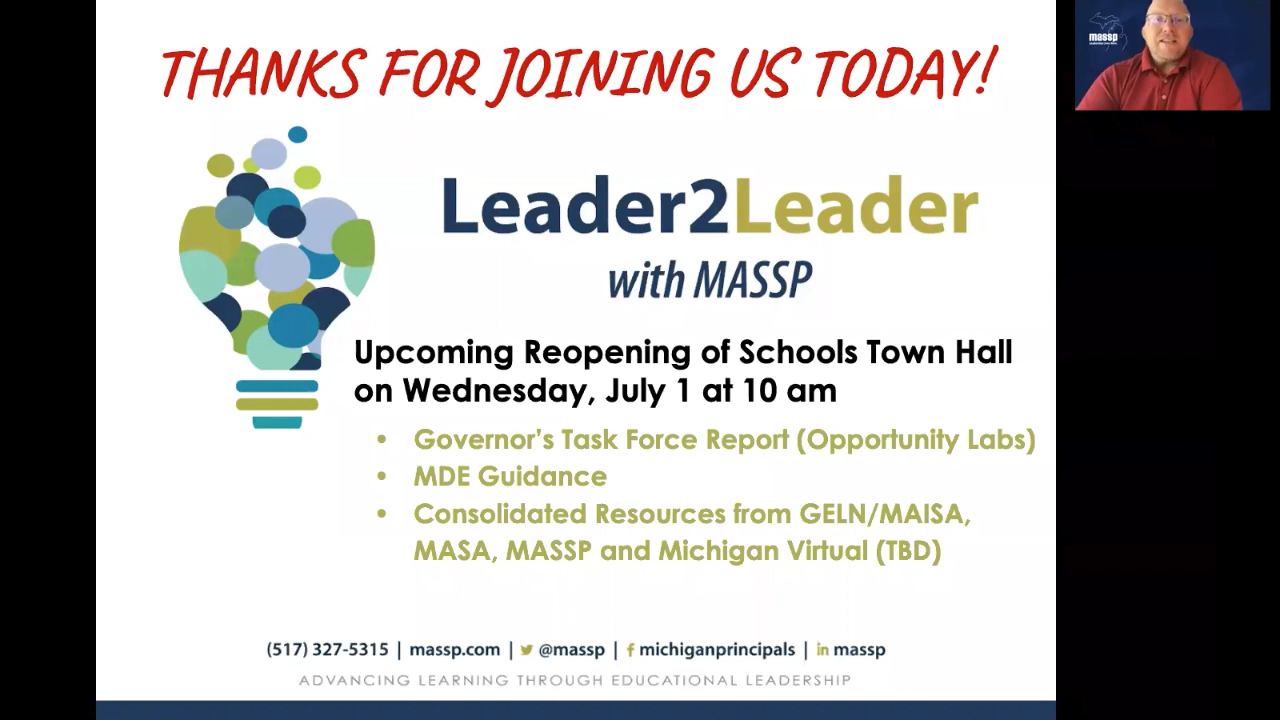 THANKS FOR JOINING US TODAY!
massp
Leader2Leader
with MASSP
Upcoming Reopening of Schools Town Hall
on Wednesday, July 1 at 10 am
• Governor's Task Force Report (Opportunity Labs)
• MDE Guidance
• Consolidated Resources from GELN/MAISA,
MASA, MASSP and Michigan Virtual (TBD)
(517) 327-5315 | massp.com | @massp | michiganprincipals | in massp
ADVANCING LEARNING THROUGH EDUCATIONAL LEADERSHIP